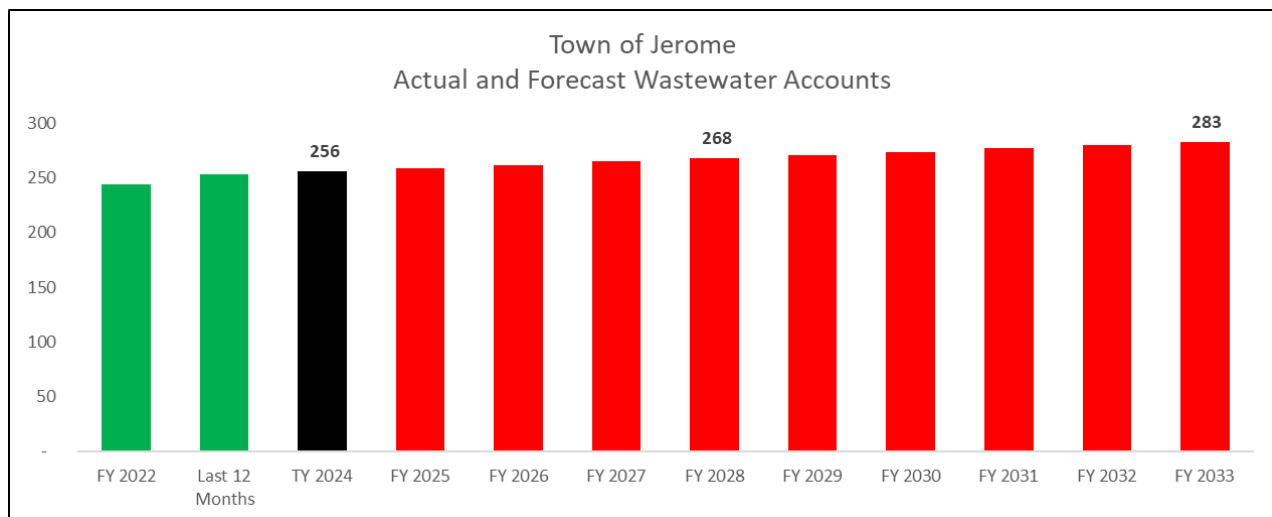 Town of Jerome
Actual and Forecast Wastewater Accounts
300
250
200
150
100
50
-
256
268
283
FY 2022
Last 12
Months
TY 2024
FY 2025
FY 2026
FY 2027
FY 2028
FY 2029
FY 2030
FY 2031
FY 2032
FY 2033